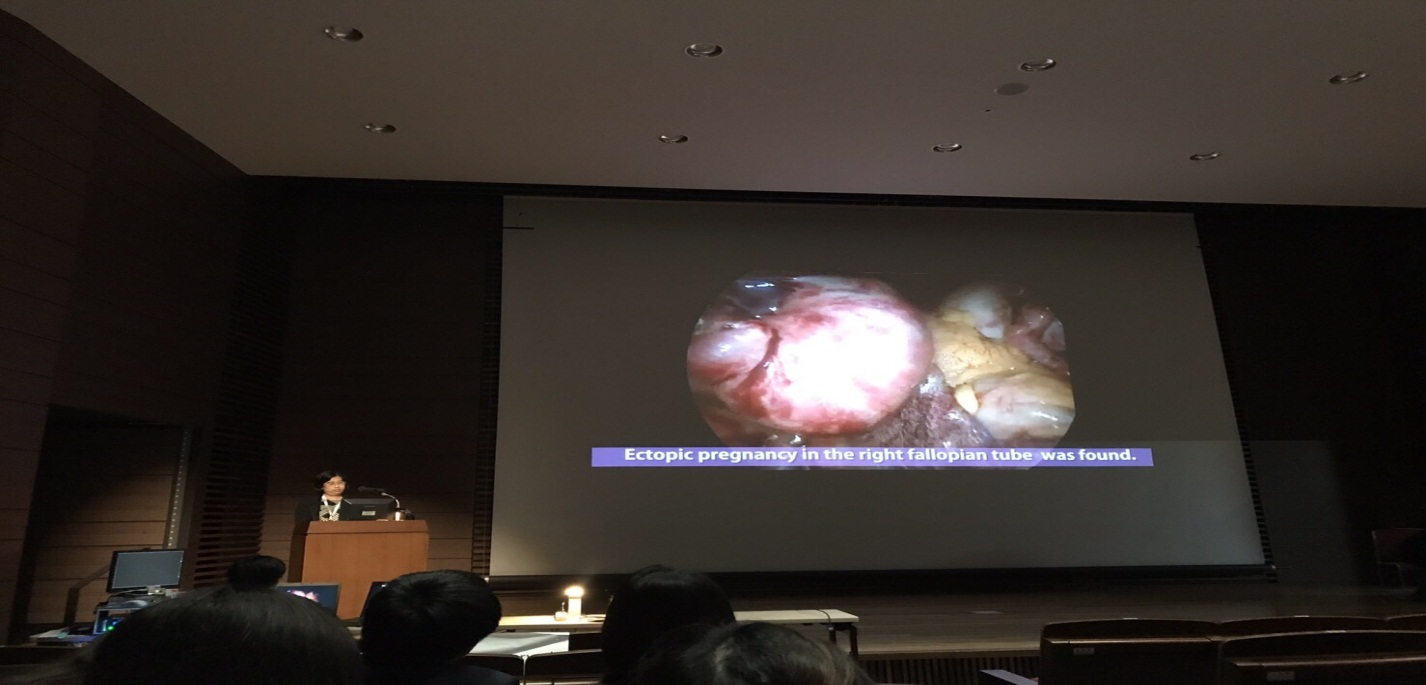 Ectopic pregnancy in the right fallopian tube was found.